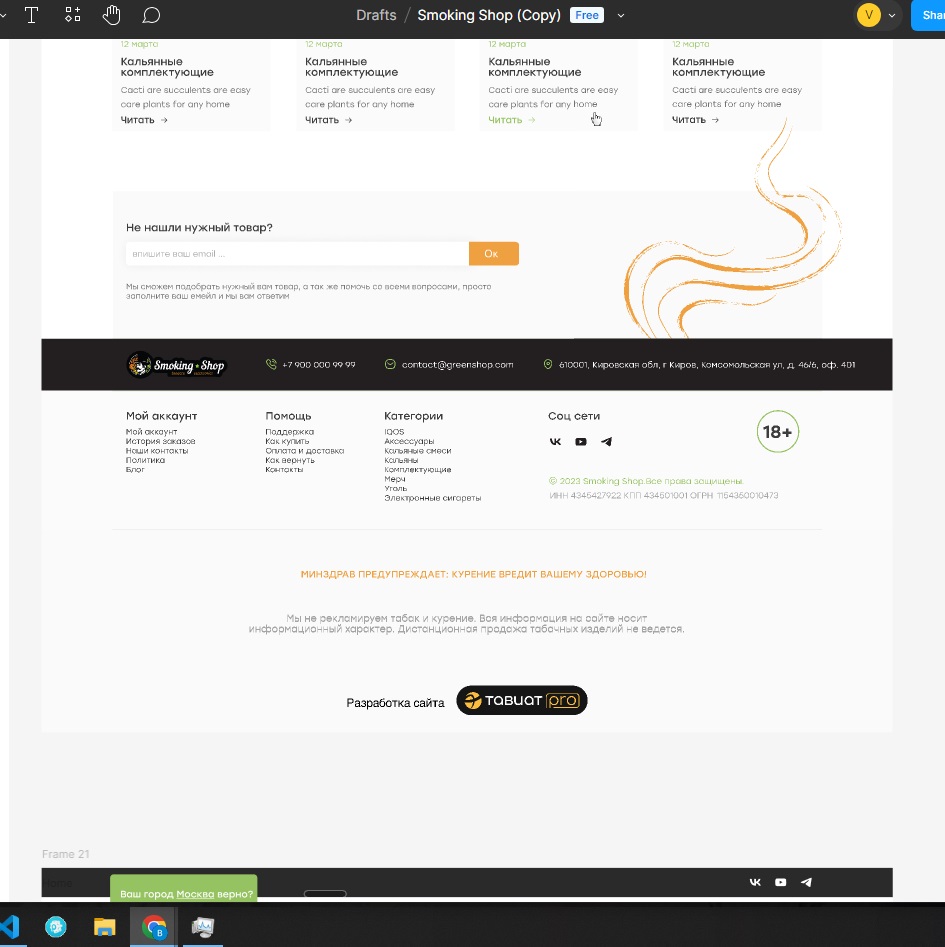 Drafts / Smoking Shop (Copy) Free
V
Sha
12 марта 12 марта 12 марта 12 марта
Кальянные Кальянные Кальянные Кальянные
комплектующие комплектующие комплектующие комплектующие
Cacti are succulents are easy Cacti are succulents are easy Cacti are succulents are easy Cacti are succulents are easy
care plants for any home care plants for any home care plants for any home care plants for any home
Читать → Читать → Читать → Читать →
Не нашли нужный товар?
впишите ваш email ... Ок
Мы сможем подобрать нужный вам товар, а так же помочь со всеми вопросами, просто
заполните ваш емейл и мы вам ответим
Smoking Shop +7 900 000 99 99 contact@greenshop.com 610001, Кировская обл, г Киров, Комсомольская ул, д. 46/6, оф. 401
Мой аккаунт
Мой аккаунт
История заказов
Наши контакты
Политика
Блог
Помощь
Поддержка
Как купить
Оплата и доставка
Как вернуть
Контакты
Категории
IQOS
Аксессуары
Кальяные смеси
Кальяны
Комплектующие
Мерч
Уголь
Электронные сигареты
Соц сети
18+
© 2023 Smoking Shop.Все права защищены.
ИНН 4345427922 КПП 434501001 ОГРН 1154350010473
МИНЗДРАВ ПРЕДУПРЕЖДАЕТ: КУРЕНИЕ ВРЕДИТ ВАШЕМУ ЗДОРОВЬЮ!
Мы не рекламируем табак и курение. Вся информация на сайте носит
информационный характер. Дистанционная продажа табачных изделий не ведется.
Разработка сайта ТАВИАТ pro
Frame 21
Home
Ваш город Москва верно?